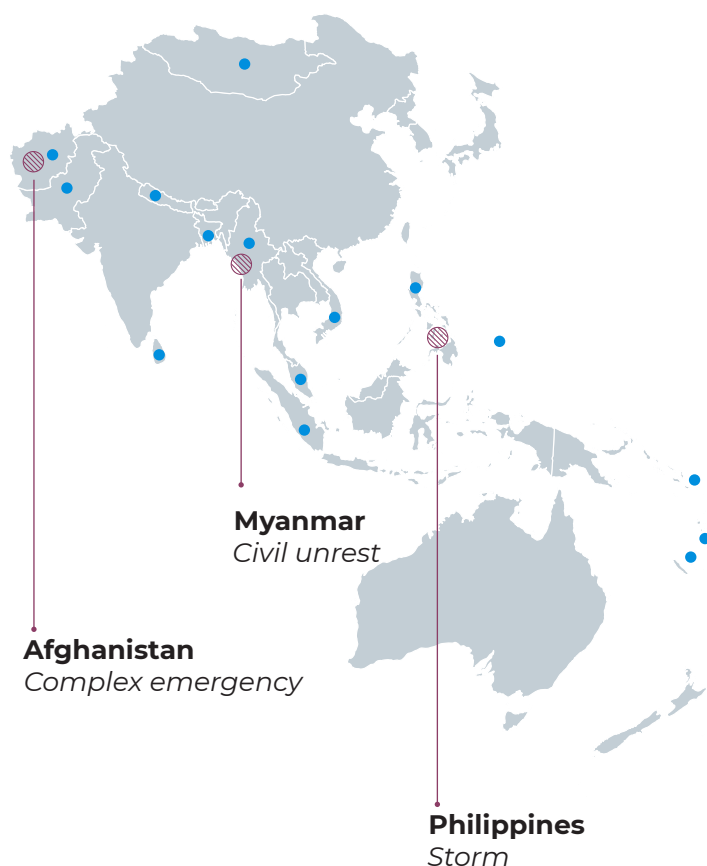 Myanmar
Civil unrest
Afghanistan
Complex emergency
Philippines
Storm